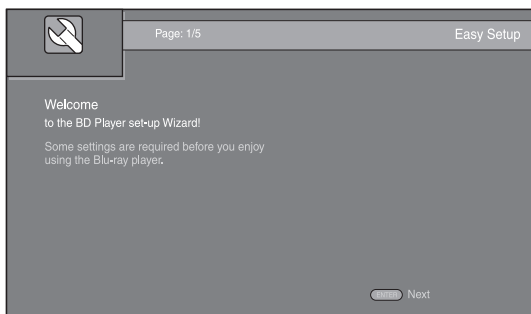 Page: 1/5
Easy Setup
Welcome
to the BD Player set-up Wizard!
Some settings are required before you enjoy
using the Blu-ray player.
ENTER Next